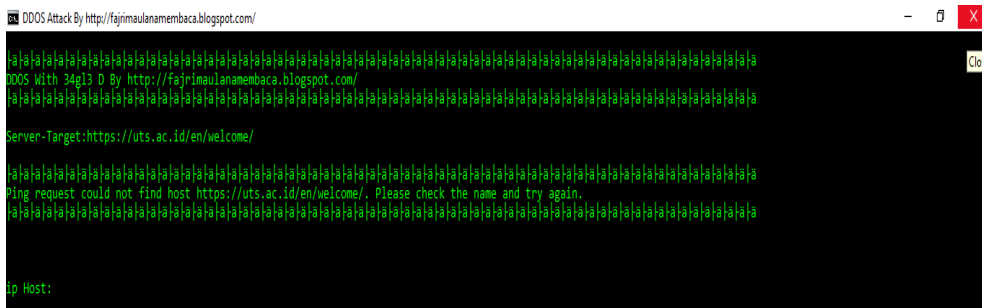 DDOS Attack By http://fajrimaulanamembaca.blogspot.com/
Clo
├ä├ä├ä├ä├ä├ä├ä├ä├ä├ä├ä├ä├ä├ä├ä├ä├ä├ä├ä├ä├ä├ä├ä├ä├ä├ä├ä├ä├ä├ä├ä├ä├ä├ä├ä├ä├ä├ä├ä
DDOS With 34gl3 D By http://fajrimaulanamembaca.blogspot.com/
├ä├ä├ä├ä├ä├ä├ä├ä├ä├ä├ä├ä├ä├ä├ä├ä├ä├ä├ä├ä├ä├ä├ä├ä├ä├ä├ä├ä├ä├ä├ä├ä├ä├ä├ä├ä├ä├ä├ä
Server-Target:https://uts.ac.id/en/welcome/
├ä├ä├ä├ä├ä├ä├ä├ä├ä├ä├ä├ä├ä├ä├ä├ä├ä├ä├ä├ä├ä├ä├ä├ä├ä├ä├ä├ä├ä├ä├ä├ä├ä├ä├ä├ä├ä├ä├ä
Ping request could not find host https://uts.ac.id/en/welcome/. Please check the name and try again.
├ä├ä├ä├ä├ä├ä├ä├ä├ä├ä├ä├ä├ä├ä├ä├ä├ä├ä├ä├ä├ä├ä├ä├ä├ä├ä├ä├ä├ä├ä├ä├ä├ä├ä├ä├ä├ä├ä├ä
ip Host: